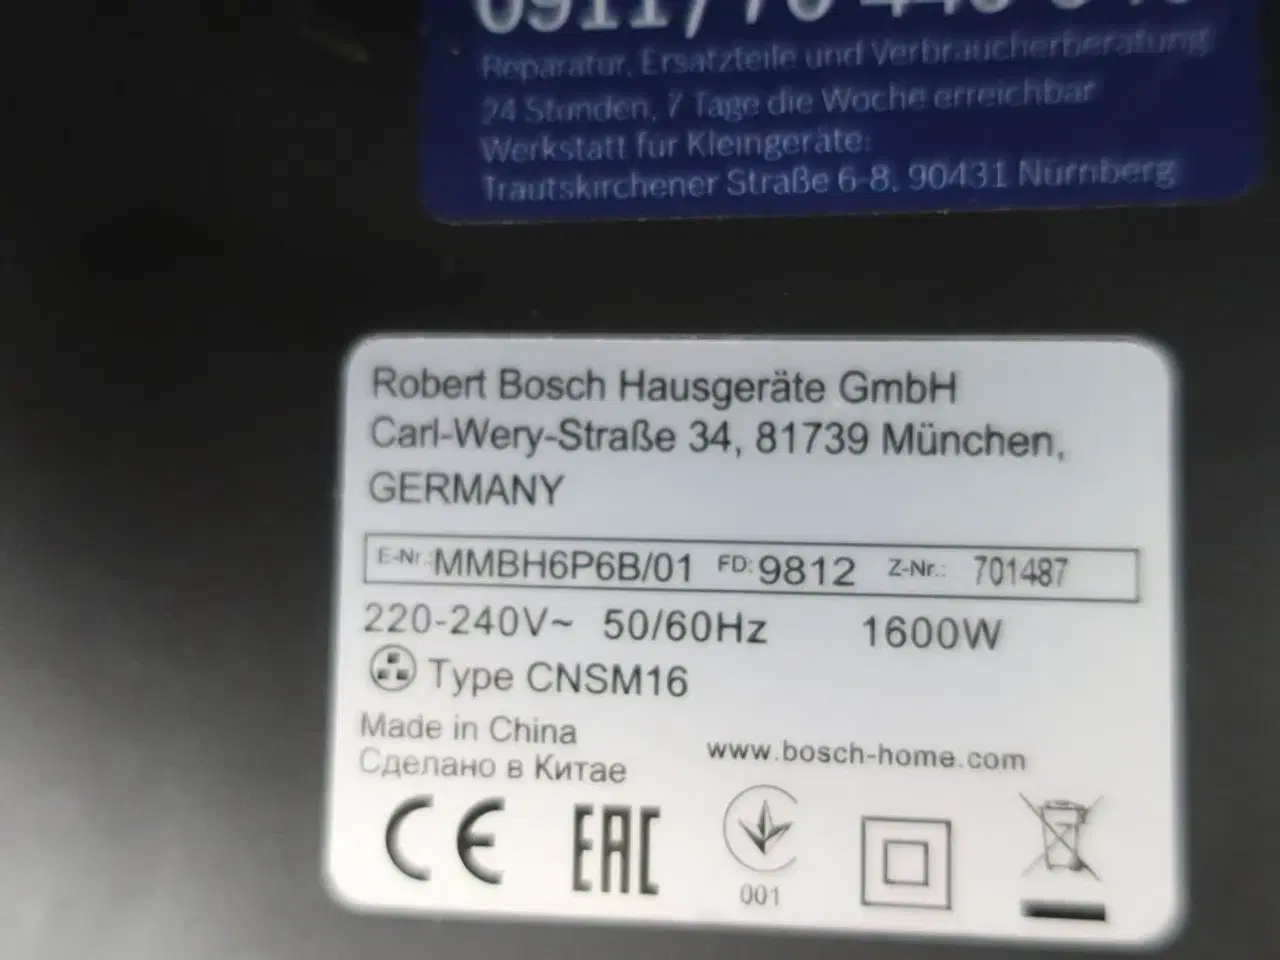 Reparatur, Ersatzteile und Verbraucherberatung
24 Stunden, 7 Tage die Woche erreichbar
Werkstatt für Kleingeräte:
Trautskirchener Straße 6-8, 90431 Nürnberg
Robert Bosch Hausgeräte GmbH
Carl-Wery-Straße 34, 81739 München,
GERMANY
E-Nr.:MMBH6P6B/01 FD:9812 Z-Nr.: 701487
220-240V~ 50/60Hz 1600W
Type CNSM16
Made in China
Сделано в Китае
www.bosch-home.com
CE EAC
001